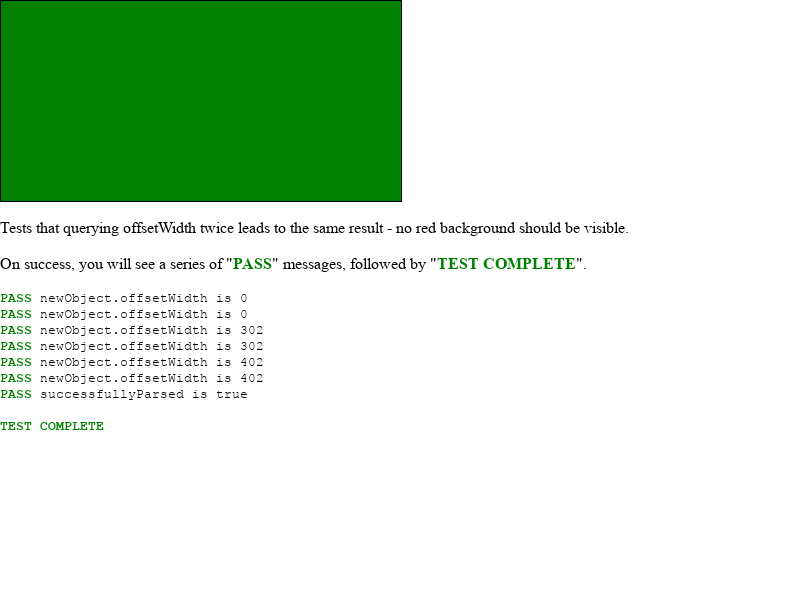 Tests that querying offsetWidth twice leads to the same result - no red background should be visible.
On success, you will see a series of "PASS" messages, followed by "TEST COMPLETE".
PASS newObject.offsetWidth is 0
PASS newObject.offsetWidth is 0
PASS newObject.offsetWidth is 302
PASS newObject.offsetWidth is 302
PASS newObject.offsetWidth is 402
PASS newObject.offsetWidth is 402
PASS successfullyParsed is true
TEST COMPLETE